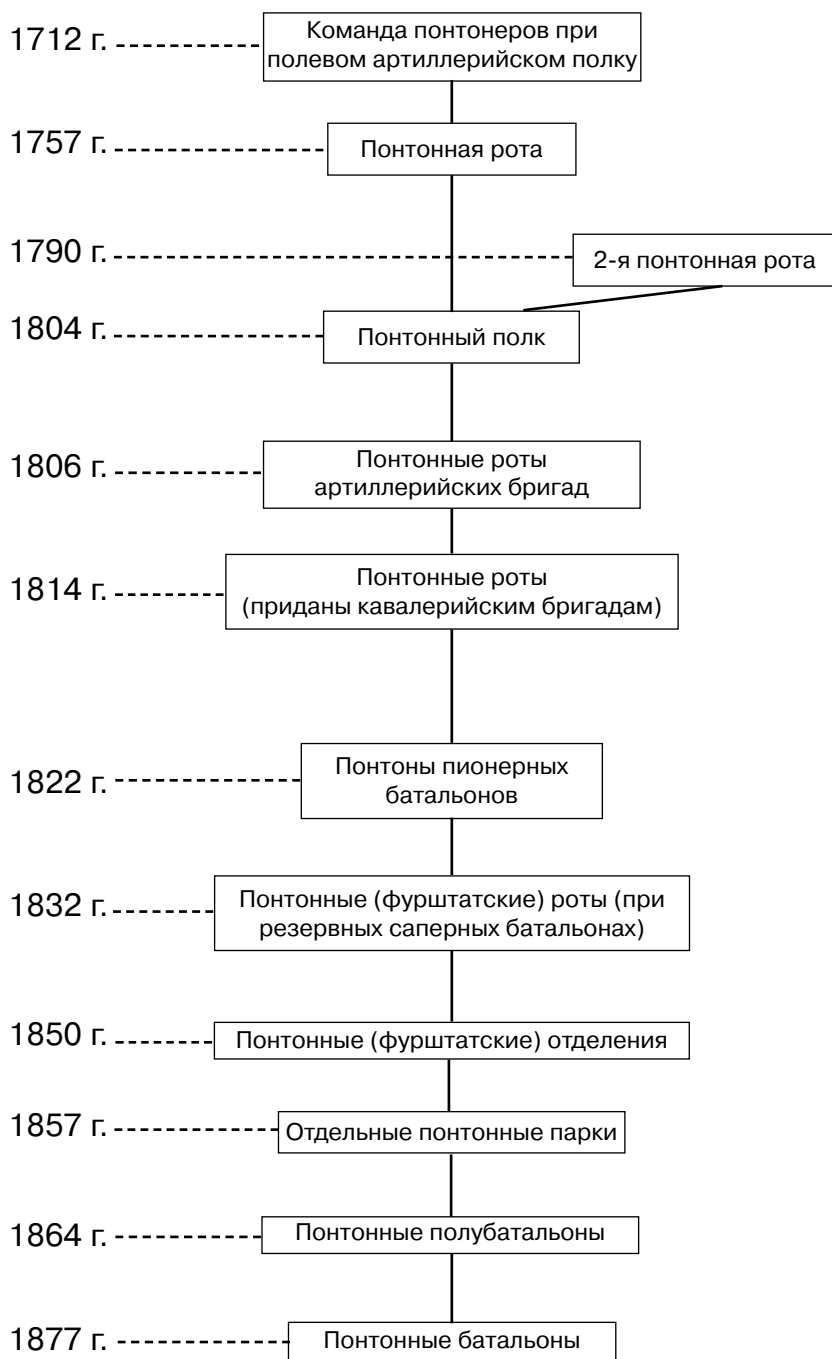 1712 г.
Команда понтонеров при
полевом артиллерийском полку
1757 г.
Понтонная рота
1790 г.
2-я понтонная рота
1804 г.
Понтонный полк
1806 г.
Понтонные роты
артиллерийских бригад
1814 г.
Понтонные роты
(приданы кавалерийским бригадам)
1822 г.
Понтоны пионерных
батальонов
1832 г.
Понтонные (фурштатские) роты (при
резервных саперных батальонах)
1850 г.
Понтонные (фурштатские) отделения
1857 г.
Отдельные понтонные парки
1864 г.
Понтонные полубатальоны
1877 г.
Понтонные батальоны